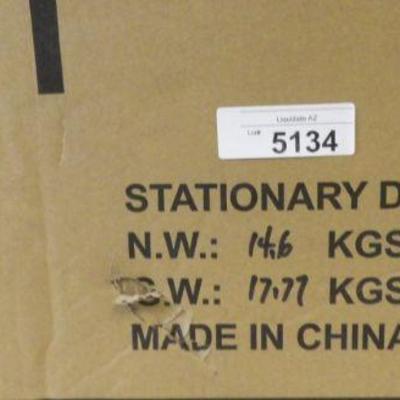 Liquidate AZ
Lot# 5134
STATIONARY D
N.W.: 14.6 KGS
G.W.: 17.77 KGS
MADE IN CHINA